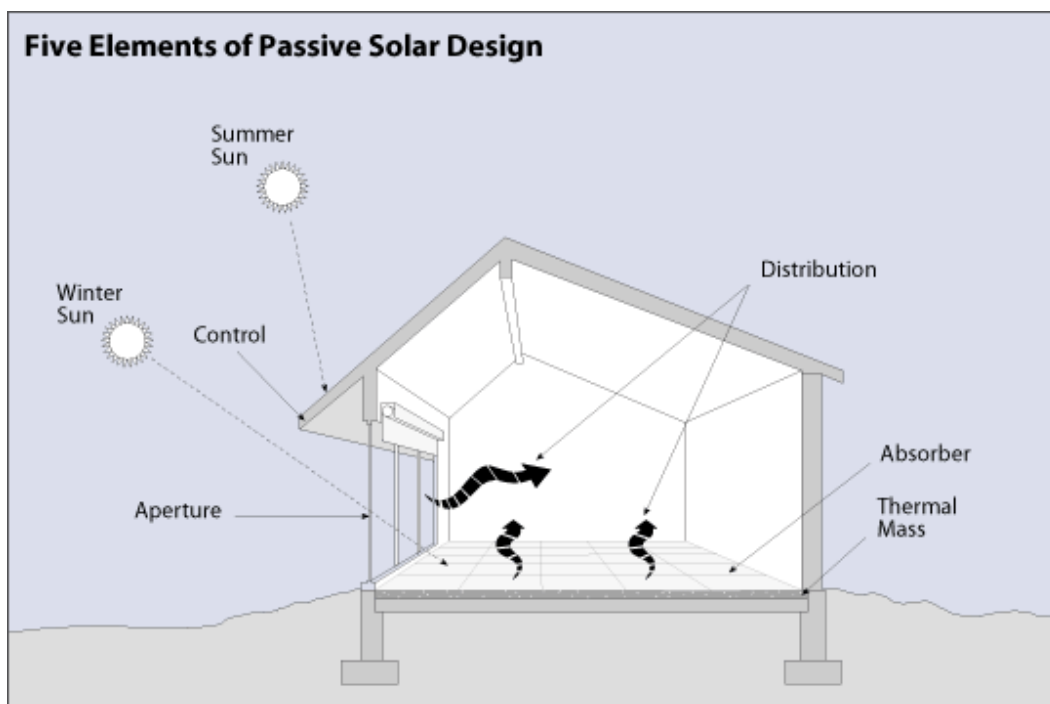 Five Elements of Passive Solar Design
Summer
Sun
Winter
Sun
Control
Distribution
Aperture
Absorber
Thermal
Mass